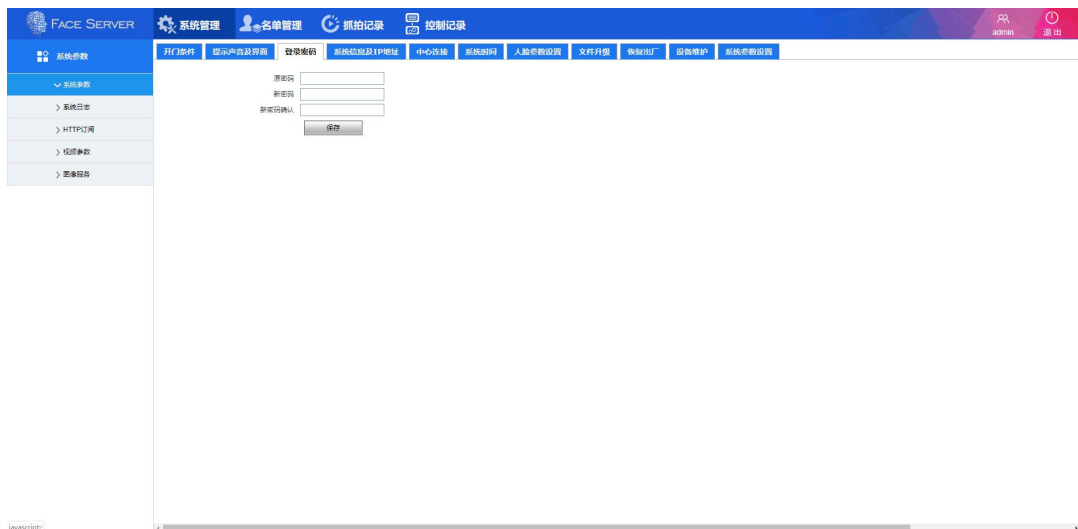 FACE SERVER
系统管理
名单管理
抓拍记录
控制记录
admin
退出
系统参数
系统参数
系统日志
HTTP订阅
视频参数
图像服务
开门条件
提示声音及界面
登录密码
系统信息及IP地址
中心连接
系统时间
人脸参数设置
文件升级
恢复出厂
设备维护
系统参数设置
原密码
新密码
新密码确认
保存
javascript: